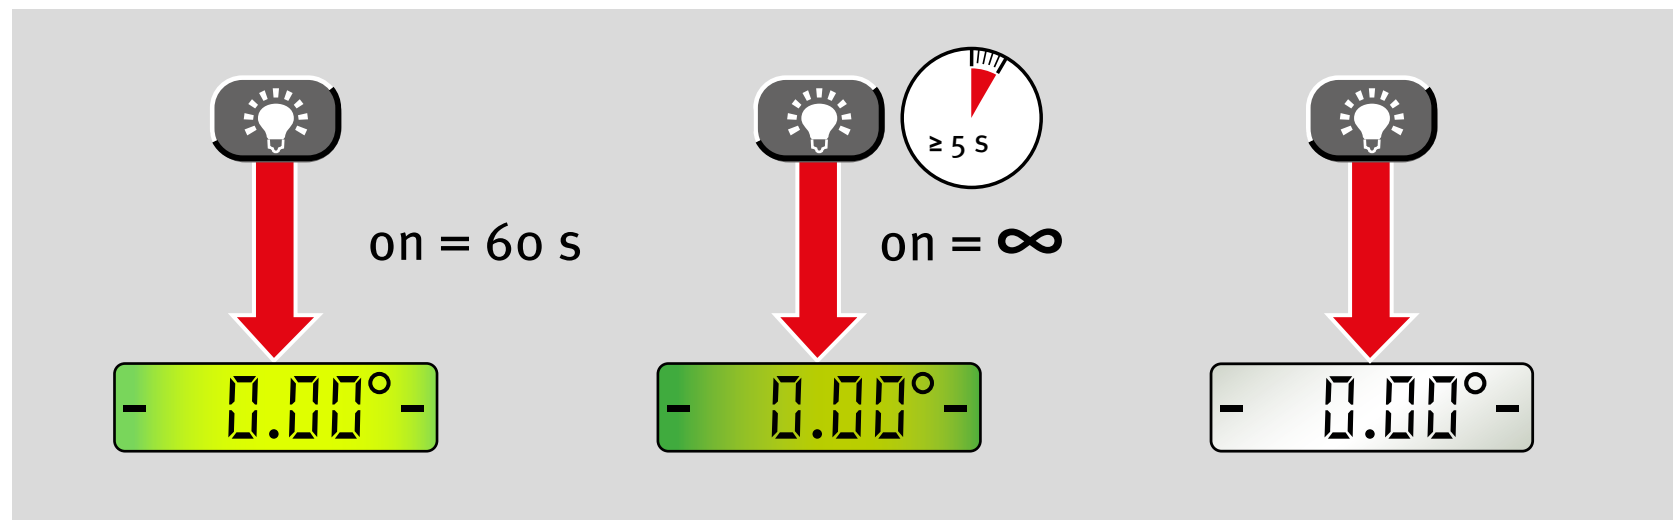 ≥ 5 s
on = 60 s
on = ∞
- 0.00° -
- 0.00° -
- 0.00° -